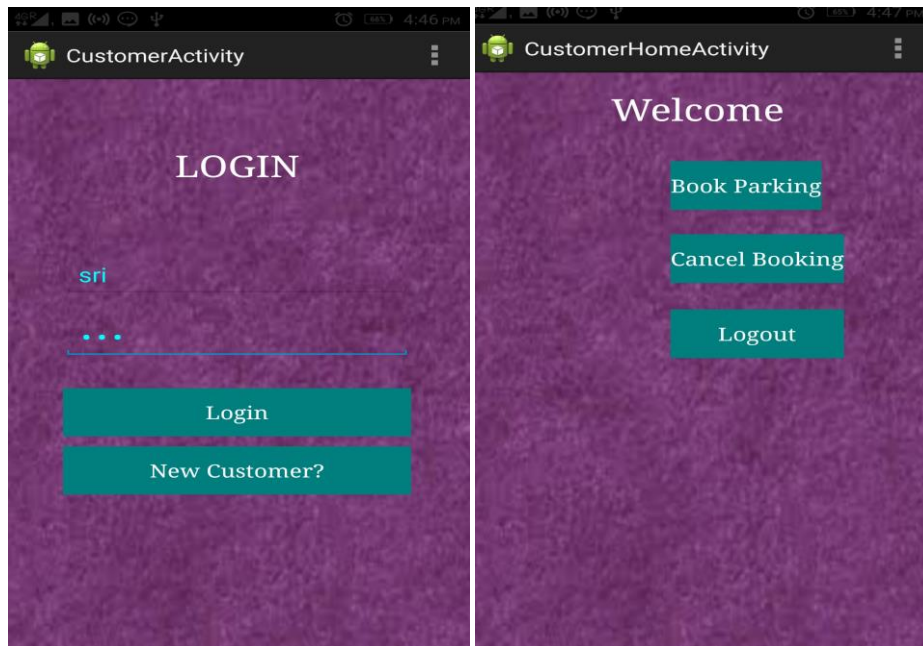 4:46 PM
CustomerActivity
LOGIN
sri
Login
New Customer?
4:47 PM
CustomerHomeActivity
Welcome
Book Parking
Cancel Booking
Logout